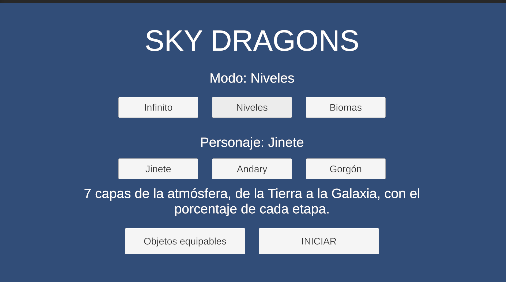 SKY DRAGONS
Modo: Niveles
Infinito
Niveles
Biomas
Personaje: Jinete
Jinete
Andary
Gorgón
7 capas de la atmósfera, de la Tierra a la Galaxia, con el
porcentaje de cada etapa.
Objetos equipables
INICIAR